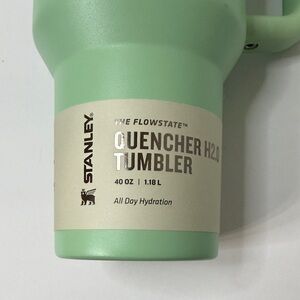 STANLEY.
THE FLOWSTATE™
QUENCHER H2.0
TUMBLER
40 OZ | 1.18 L
All Day Hydration